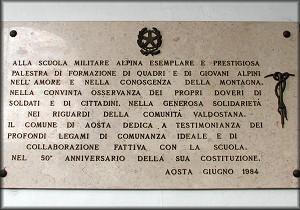 ALLA SCUOLA MILITARE ALPINA ESEMPLARE E PRESTIGIOSA
PALESTRA DI FORMAZIONE DI QUADRI E DI GIOVANI ALPINI
NELL'AMORE E NELLA CONOSCENZA DELLA MONTAGNA.
NELLA CONVINTA OSSERVANZA DEI PROPRI DOVERI DI
SOLDATI E DI CITTADINI. NELLA GENEROSA SOLIDARIETÀ
NEI RIGUARDI DELLA COMUNITÀ VALDOSTANA.
IL COMUNE DI AOSTA DEDICA A TESTIMONIANZA DEI
PROFONDI LEGAMI DI COMUNANZA IDEALE E DI
COLLABORAZIONE FATTIVA CON LA SCUOLA.
NEL 50° ANNIVERSARIO DELLA SUA COSTITUZIONE.
AOSTA GIUGNO 1984